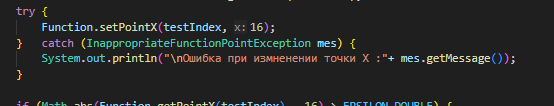 try {
Function.setPointX(testIndex, x: 16);
} catch (InappropriateFunctionPointException mes) {
System.out.println("\nОшибка при измненении точки X :"+ mes.getMessage());
}
if (Math.abs(Function.getPointX(testIndex) - 16) > EPSILON_DOUBLE) {